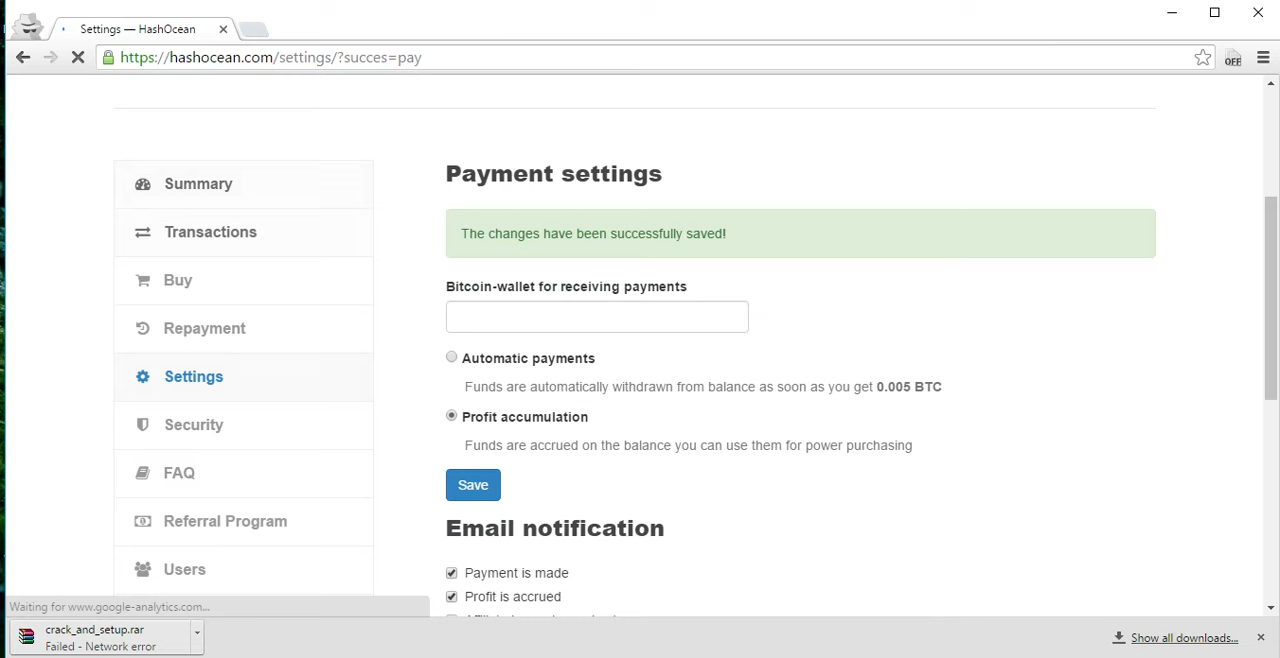 Settings — HashOcean
https://hashocean.com/settings/?succes=pay
OFF
Summary
Transactions
Buy
Repayment
Settings
Security
FAQ
Referral Program
Users
Payment settings
The changes have been successfully saved!
Bitcoin-wallet for receiving payments
Automatic payments
Funds are automatically withdrawn from balance as soon as you get 0.005 BTC
Profit accumulation
Funds are accrued on the balance you can use them for power purchasing
Save
Email notification
Payment is made
Profit is accrued
Waiting for www.google-analytics.com...
crack_and_setup.rar
Failed - Network error
Show all downloads...